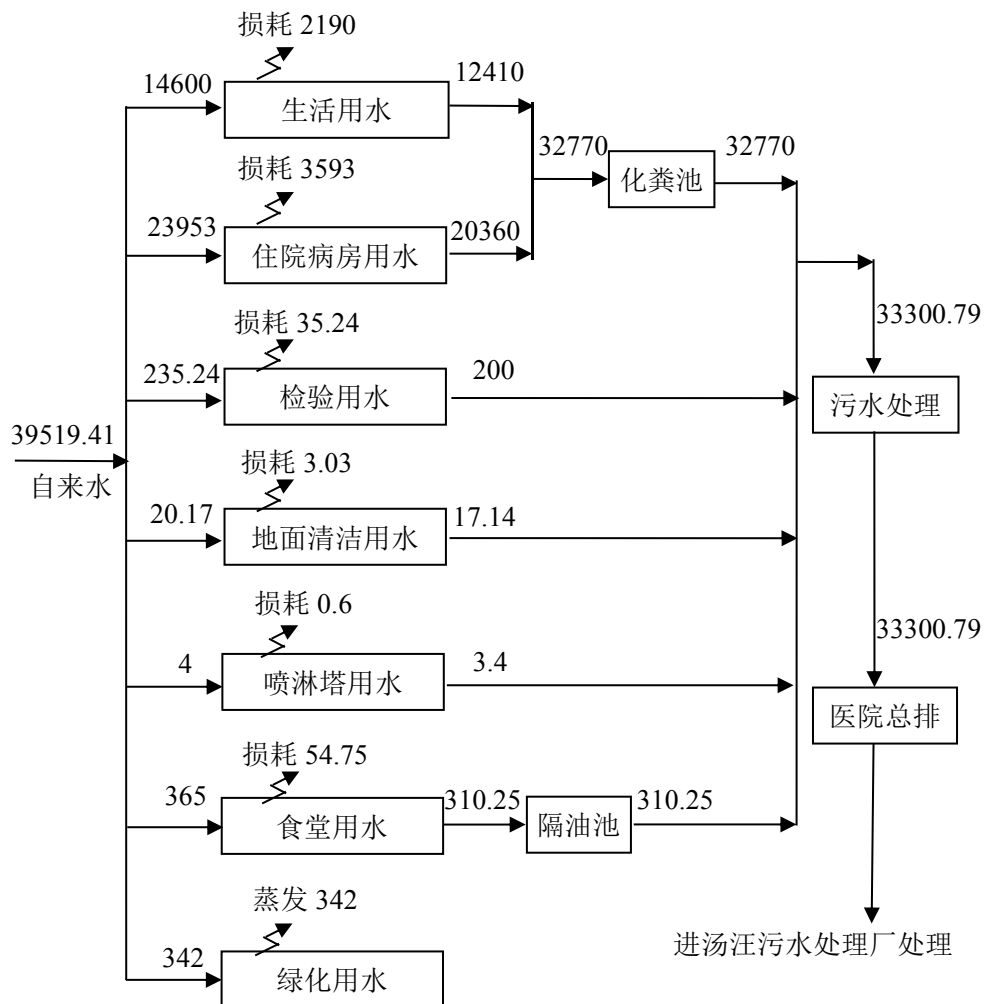 损耗 2190
14600
生活用水
12410
32770
化粪池
32770
损耗 3593
23953
住院病房用水
20360
33300.79
损耗 35.24
235.24
检验用水
200
污水处理
39519.41
自来水
损耗 3.03
20.17
地面清洁用水
17.14
损耗 0.6
4
喷淋塔用水
3.4
33300.79
医院总排
损耗 54.75
365
食堂用水
310.25
隔油池
310.25
蒸发 342
342
绿化用水
进汤汪污水处理厂处理